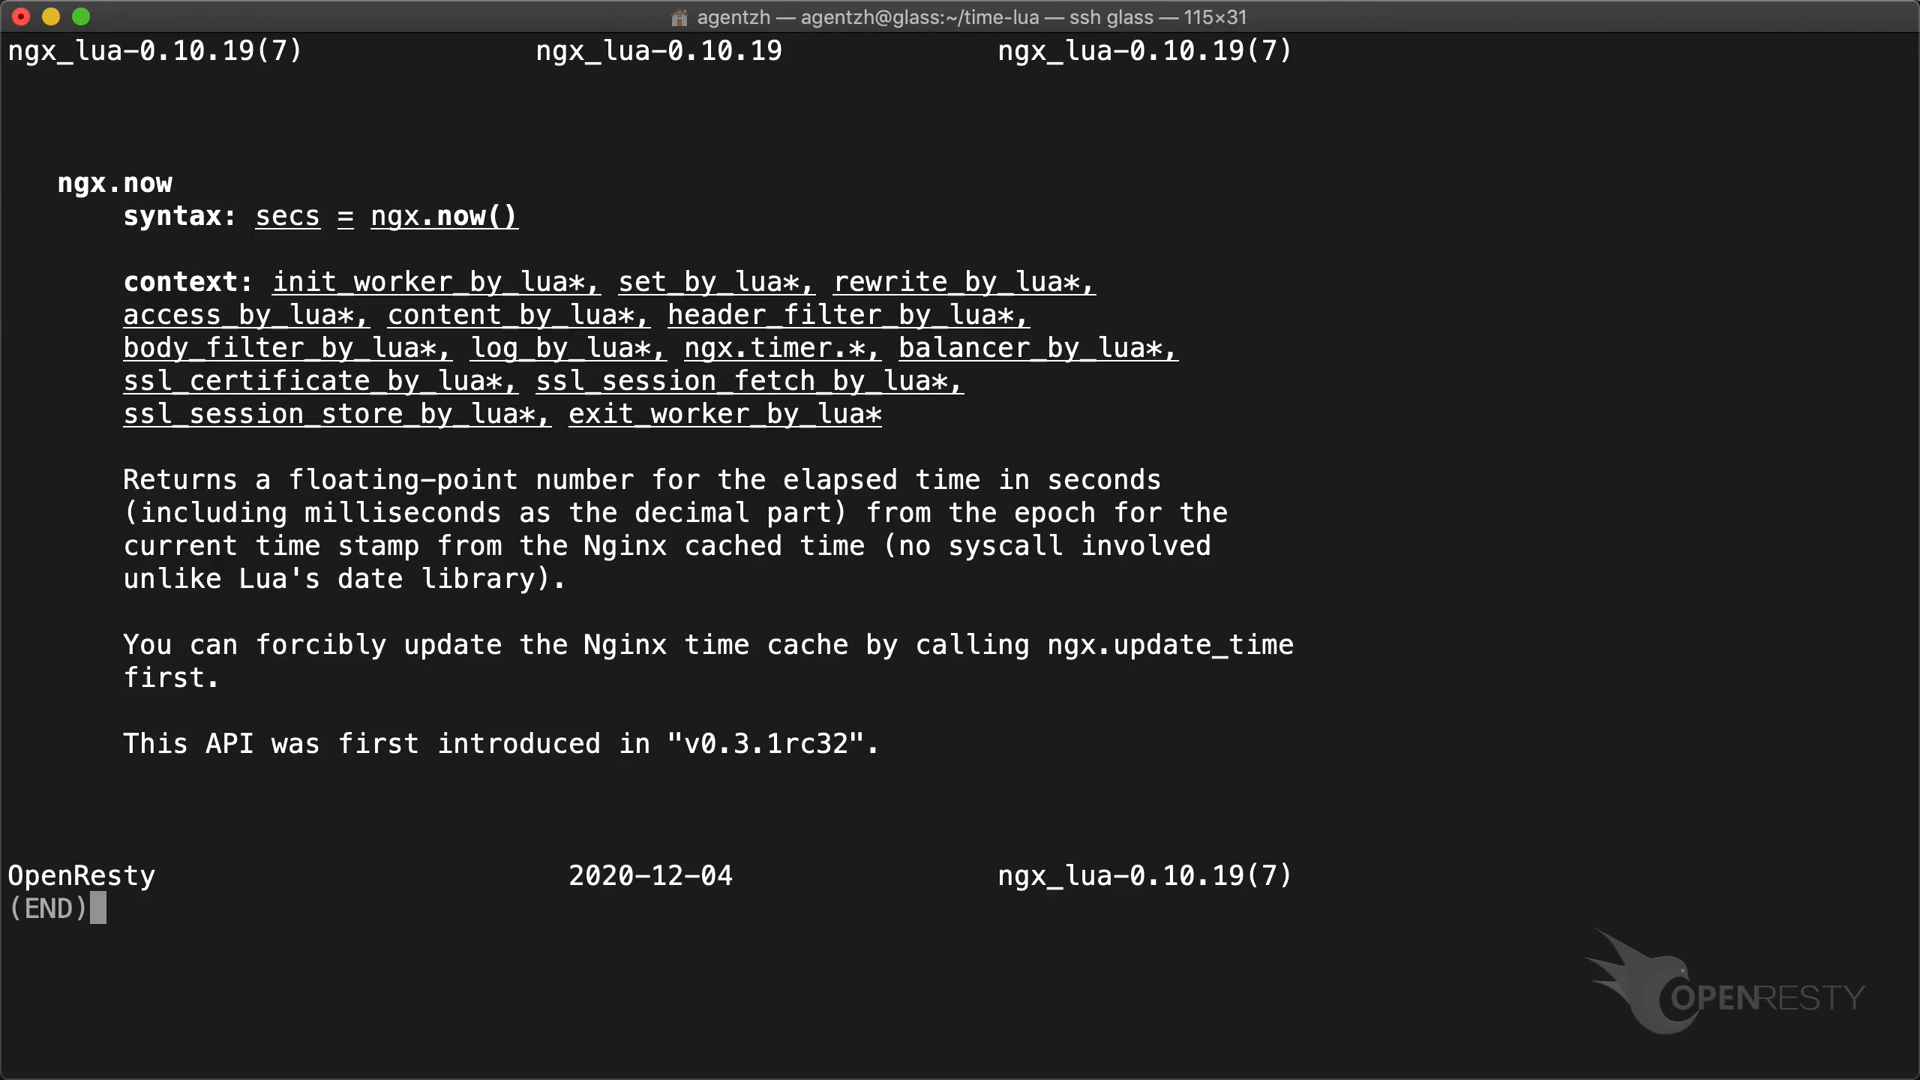 agentzh — agentzh@glass:~/time-lua — ssh glass — 115×31
ngx_lua-0.10.19(7) ngx_lua-0.10.19 ngx_lua-0.10.19(7)
ngx.now
syntax: secs = ngx.now()
context: init_worker_by_lua*, set_by_lua*, rewrite_by_lua*,
access_by_lua*, content_by_lua*, header_filter_by_lua*,
body_filter_by_lua*, log_by_lua*, ngx.timer.*, balancer_by_lua*,
ssl_certificate_by_lua*, ssl_session_fetch_by_lua*,
ssl_session_store_by_lua*, exit_worker_by_lua*
Returns a floating-point number for the elapsed time in seconds
(including milliseconds as the decimal part) from the epoch for the
current time stamp from the Nginx cached time (no syscall involved
unlike Lua's date library).
You can forcibly update the Nginx time cache by calling ngx.update_time
first.
This API was first introduced in "v0.3.1rc32".
OpenResty 2020-12-04 ngx_lua-0.10.19(7)
(END)
OPENRESTY